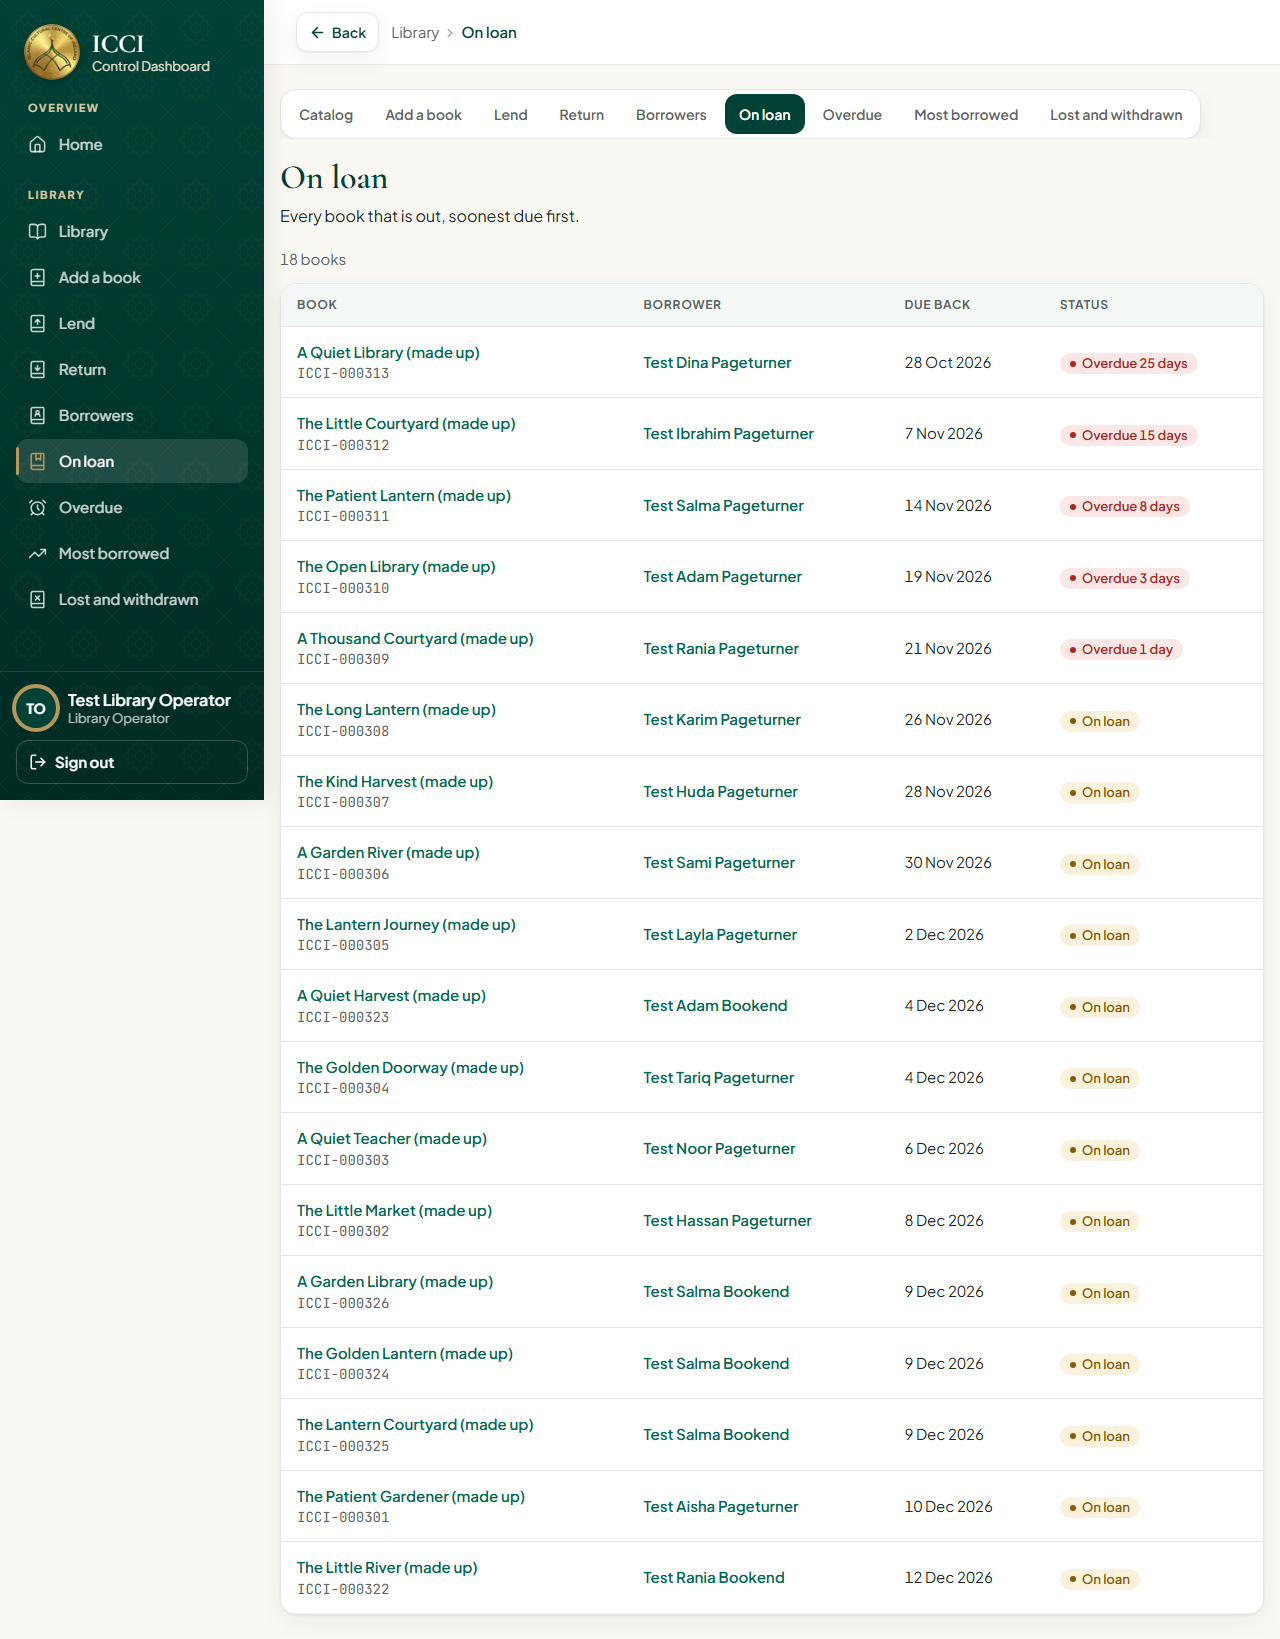 ICCI
Control Dashboard
OVERVIEW
Home
LIBRARY
Library
Add a book
Lend
Return
Borrowers
On loan
Overdue
Most borrowed
Lost and withdrawn
TO
Test Library Operator
Library Operator
Sign out
Back Library > On loan
Catalog Add a book Lend Return Borrowers On loan Overdue Most borrowed Lost and withdrawn
On loan
Every book that is out, soonest due first.
18 books
BOOK BORROWER DUE BACK STATUS
A Quiet Library (made up)
ICCI-000313
Test Dina Pageturner 28 Oct 2026 Overdue 25 days
The Little Courtyard (made up)
ICCI-000312
Test Ibrahim Pageturner 7 Nov 2026 Overdue 15 days
The Patient Lantern (made up)
ICCI-000311
Test Salma Pageturner 14 Nov 2026 Overdue 8 days
The Open Library (made up)
ICCI-000310
Test Adam Pageturner 19 Nov 2026 Overdue 3 days
A Thousand Courtyard (made up)
ICCI-000309
Test Rania Pageturner 21 Nov 2026 Overdue 1 day
The Long Lantern (made up)
ICCI-000308
Test Karim Pageturner 26 Nov 2026 On loan
The Kind Harvest (made up)
ICCI-000307
Test Huda Pageturner 28 Nov 2026 On loan
A Garden River (made up)
ICCI-000306
Test Sami Pageturner 30 Nov 2026 On loan
The Lantern Journey (made up)
ICCI-000305
Test Layla Pageturner 2 Dec 2026 On loan
A Quiet Harvest (made up)
ICCI-000323
Test Adam Bookend 4 Dec 2026 On loan
The Golden Doorway (made up)
ICCI-000304
Test Tariq Pageturner 4 Dec 2026 On loan
A Quiet Teacher (made up)
ICCI-000303
Test Noor Pageturner 6 Dec 2026 On loan
The Little Market (made up)
ICCI-000302
Test Hassan Pageturner 8 Dec 2026 On loan
A Garden Library (made up)
ICCI-000326
Test Salma Bookend 9 Dec 2026 On loan
The Golden Lantern (made up)
ICCI-000324
Test Salma Bookend 9 Dec 2026 On loan
The Lantern Courtyard (made up)
ICCI-000325
Test Salma Bookend 9 Dec 2026 On loan
The Patient Gardener (made up)
ICCI-000301
Test Aisha Pageturner 10 Dec 2026 On loan
The Little River (made up)
ICCI-000322
Test Rania Bookend 12 Dec 2026 On loan